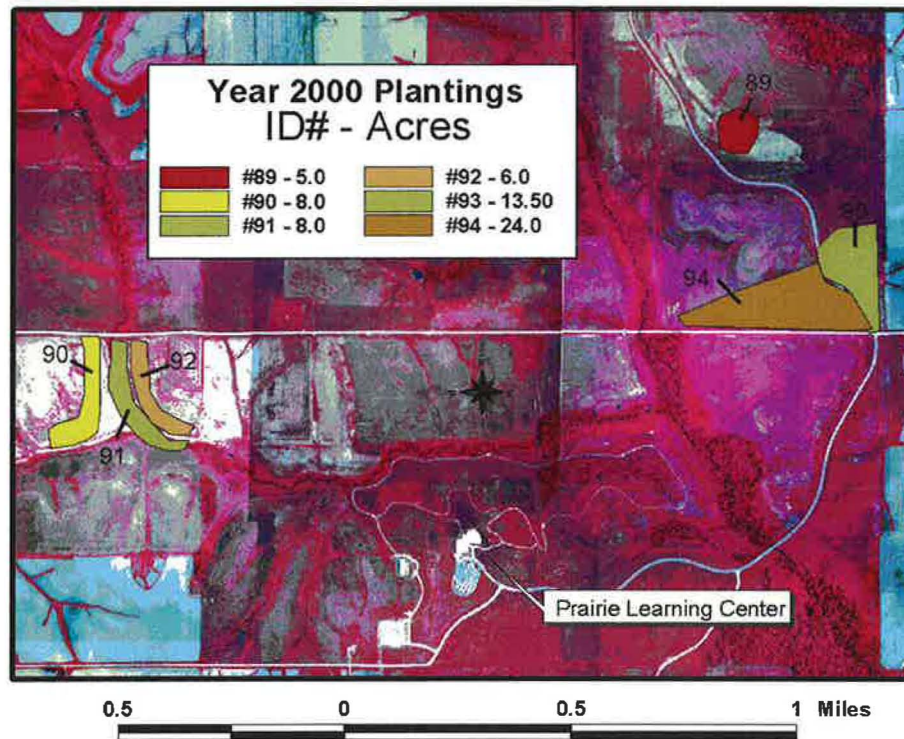 Year 2000 Plantings
ID# - Acres
#89 - 5.0
#92 - 6.0
#90 - 8.0
#93 - 13.50
#91 - 8.0
#94 - 24.0
89
94
90
92
91
Prairie Learning Center
0.5 0 0.5 1 Miles